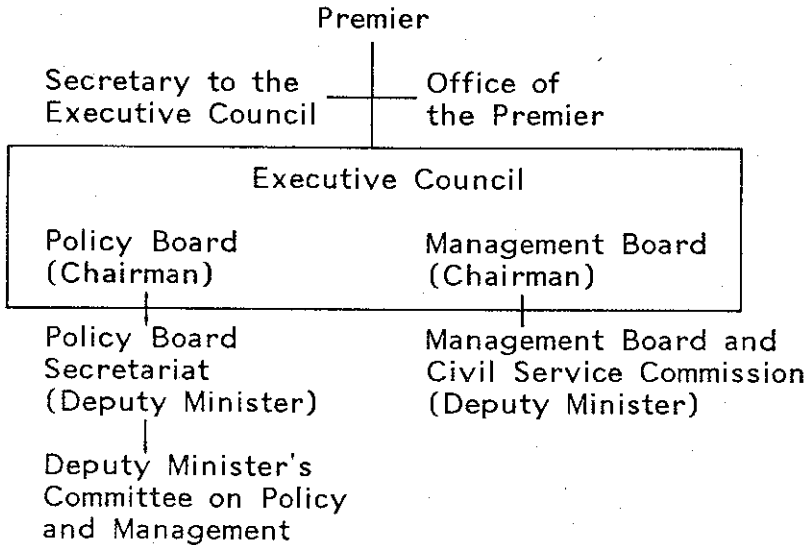 Premier
Secretary to the
Executive Council
Office of
the Premier
Executive Council
Policy Board
(Chairman)
Management Board
(Chairman)
Policy Board
Secretariat
(Deputy Minister)
Management Board and
Civil Service Commission
(Deputy Minister)
Deputy Minister's
Committee on Policy
and Management